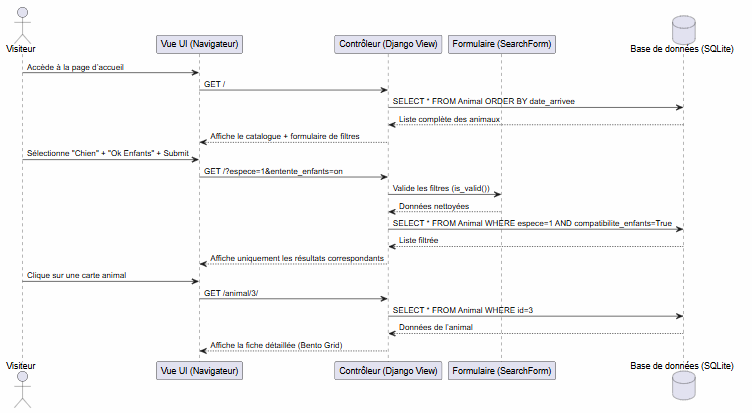 Visiteur
Vue UI (Navigateur)
Contrôleur (Django View)
Formulaire (SearchForm)
Base de données (SQLite)
Accède à la page d'accueil
GET /
SELECT * FROM Animal ORDER BY date_arrivee
Liste complète des animaux
Affiche le catalogue + formulaire de filtres
Sélectionne "Chien" + "Ok Enfants" + Submit
GET /?espece=1&entente_enfants=on
Valide les filtres (is_valid())
Données nettoyées
SELECT * FROM Animal WHERE espece=1 AND compatibilite_enfants=True
Liste filtrée
Affiche uniquement les résultats correspondants
Clique sur une carte animal
GET /animal/3/
SELECT * FROM Animal WHERE id=3
Données de l'animal
Affiche la fiche détaillée (Bento Grid)
Visiteur
Vue UI (Navigateur)
Contrôleur (Django View)
Formulaire (SearchForm)
Base de données (SQLite)